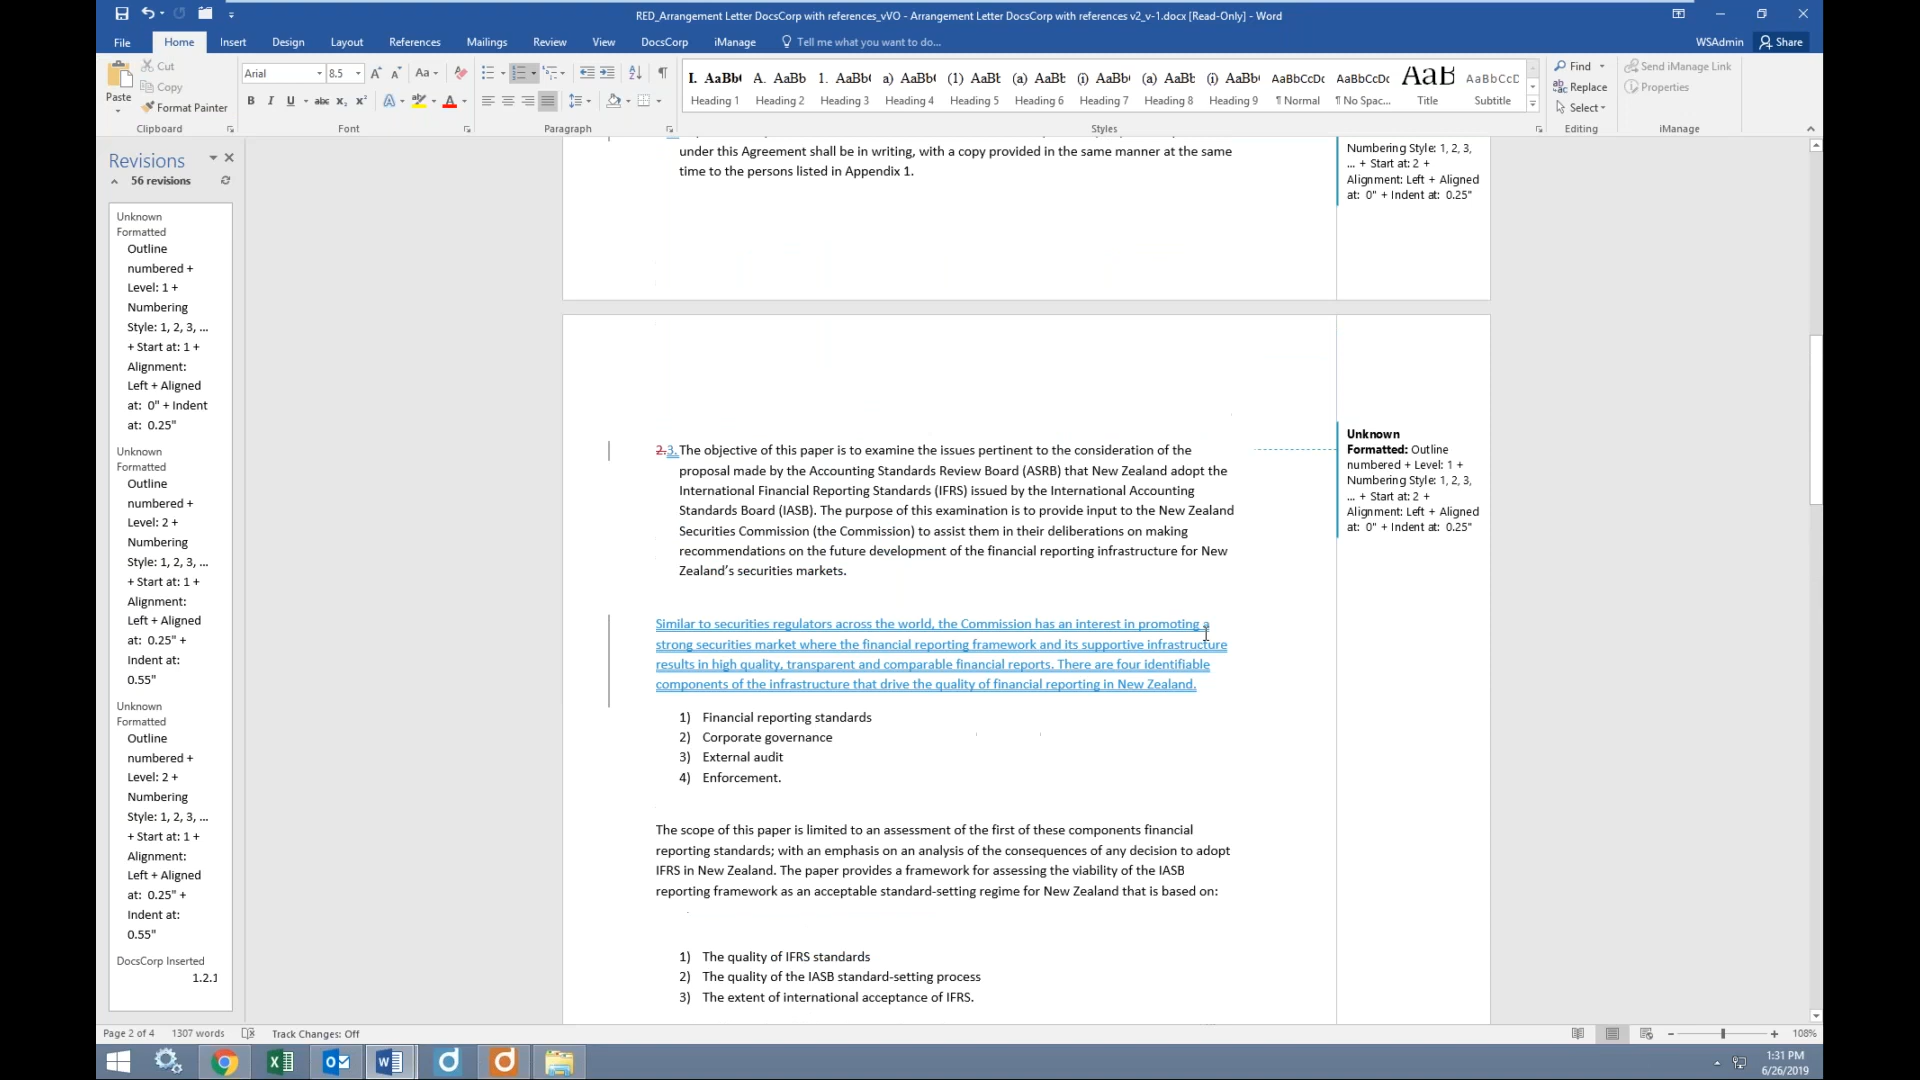 RED_Arrangement Letter DocsCorp with references_vVO - Arrangement Letter DocsCorp with references v2_v-1.docx [Read-Only] - Word
File Home Insert Design Layout References Mailings Review View DocsCorp iManage Tell me what you want to do... WSAdmin Share
Paste Cut
Copy
Format Painter
Clipboard
Arial 8.5 Aa
B I U abc x₂ x² A A
Font
Paragraph
I. AaBb( A. AaBb 1. AaBb( a) AaBb( (1) AaBt (a) AaBt (i) AaBb( (a) AaBt (i) AaBb( AaBbCcDc AaBbCcDc AaB AaBbCcD
Heading 1 Heading 2 Heading 3 Heading 4 Heading 5 Heading 6 Heading 7 Heading 8 Heading 9 ¶ Normal ¶ No Spac... Title Subtitle
Styles
Find
Replace
Select
Editing
Send iManage Link
Properties
iManage
Revisions
56 revisions
Unknown
Formatted
Outline
numbered +
Level: 1 +
Numbering
Style: 1, 2, 3, ...
+ Start at: 1 +
Alignment:
Left + Aligned
at: 0" + Indent
at: 0.25"
Unknown
Formatted
Outline
numbered +
Level: 2 +
Numbering
Style: 1, 2, 3, ...
+ Start at: 1 +
Alignment:
Left + Aligned
at: 0.25" +
Indent at:
0.55"
Unknown
Formatted
Outline
numbered +
Level: 2 +
Numbering
Style: 1, 2, 3, ...
+ Start at: 1 +
Alignment:
Left + Aligned
at: 0.25" +
Indent at:
0.55"
DocsCorp Inserted
1.2.1
under this Agreement shall be in writing, with a copy provided in the same manner at the same
time to the persons listed in Appendix 1.
Numbering Style: 1, 2, 3,
... + Start at: 2 +
Alignment: Left + Aligned
at: 0" + Indent at: 0.25"
2.3. The objective of this paper is to examine the issues pertinent to the consideration of the
proposal made by the Accounting Standards Review Board (ASRB) that New Zealand adopt the
International Financial Reporting Standards (IFRS) issued by the International Accounting
Standards Board (IASB). The purpose of this examination is to provide input to the New Zealand
Securities Commission (the Commission) to assist them in their deliberations on making
recommendations on the future development of the financial reporting infrastructure for New
Zealand's securities markets.
Unknown
Formatted: Outline
numbered + Level: 1 +
Numbering Style: 1, 2, 3,
... + Start at: 2 +
Alignment: Left + Aligned
at: 0" + Indent at: 0.25"
Similar to securities regulators across the world, the Commission has an interest in promoting a
strong securities market where the financial reporting framework and its supportive infrastructure
results in high quality, transparent and comparable financial reports. There are four identifiable
components of the infrastructure that drive the quality of financial reporting in New Zealand.
1) Financial reporting standards
2) Corporate governance
3) External audit
4) Enforcement.
The scope of this paper is limited to an assessment of the first of these components financial
reporting standards; with an emphasis on an analysis of the consequences of any decision to adopt
IFRS in New Zealand. The paper provides a framework for assessing the viability of the IASB
reporting framework as an acceptable standard-setting regime for New Zealand that is based on:
1) The quality of IFRS standards
2) The quality of the IASB standard-setting process
3) The extent of international acceptance of IFRS.
Page 2 of 4 1307 words Track Changes: Off 108%
1:31 PM
6/26/2019